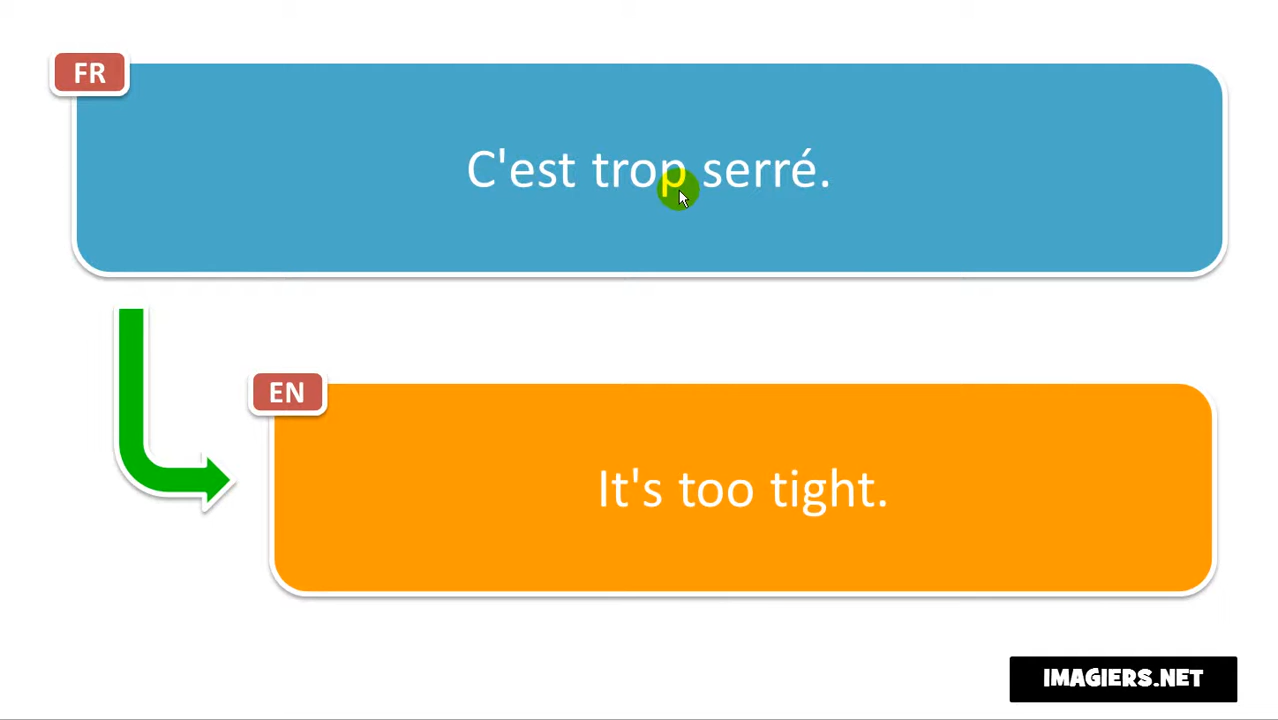 FR
C'est trop serré.
EN
It's too tight.
IMAGIERS.NET